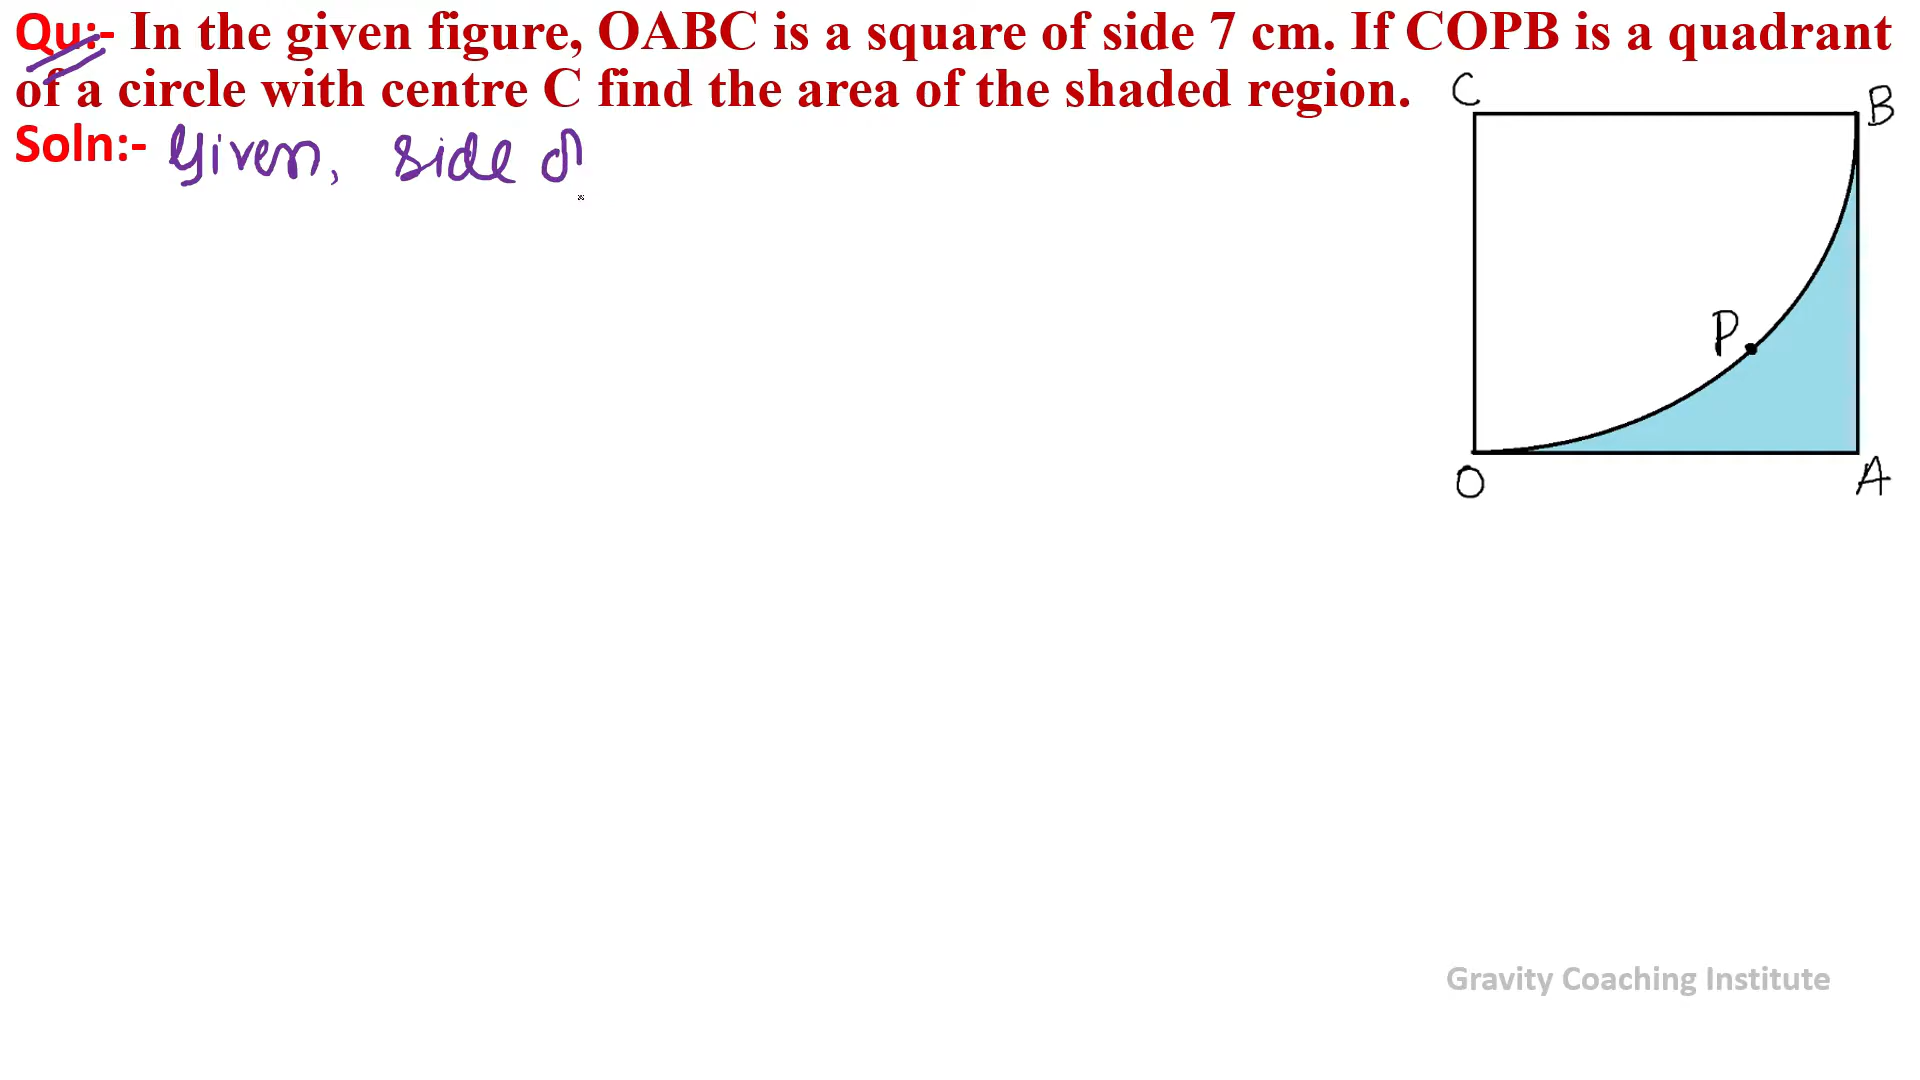 Qu:- In the given figure, OABC is a square of side 7 cm. If COPB is a quadrant
of a circle with centre C find the area of the shaded region.
C
B
Soln:- Given, side of
P
O
A
Gravity Coaching Institute